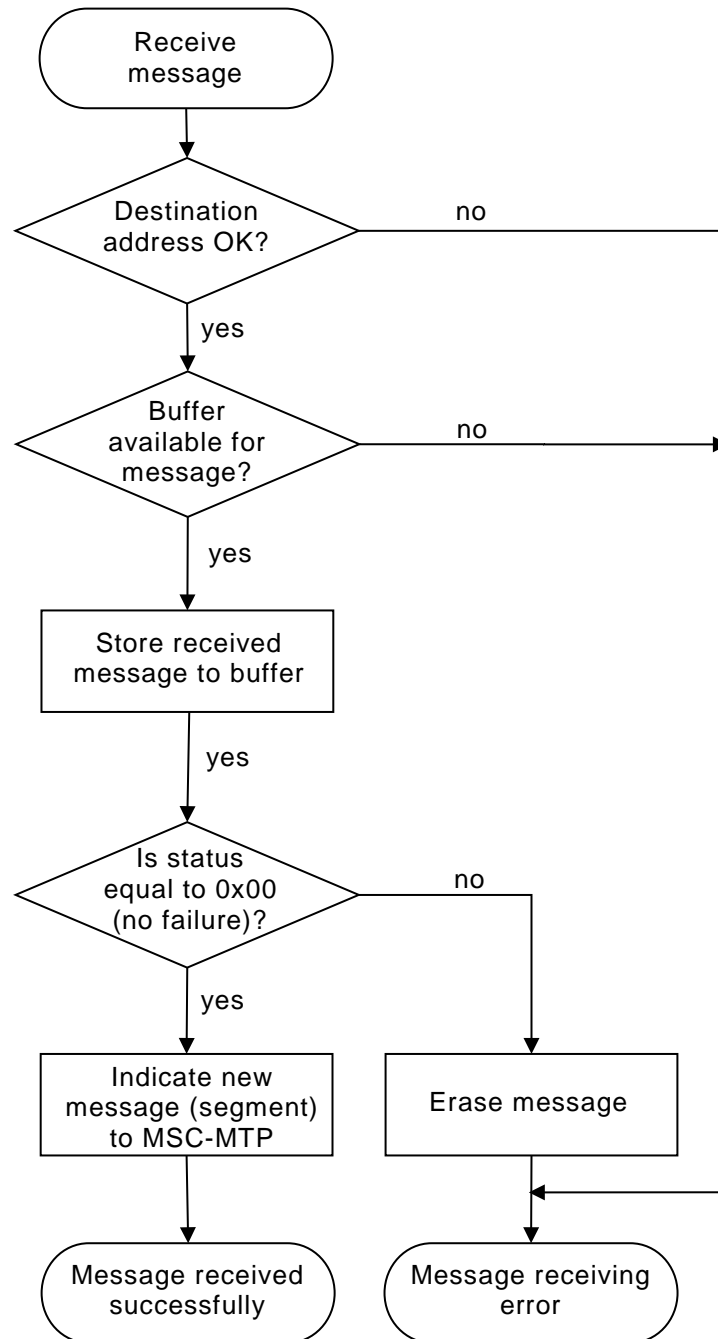 Receive
message
Destination
address OK?
no
yes
Buffer
available for
message?
no
yes
Store received
message to buffer
yes
Is status
equal to 0x00
(no failure)?
no
yes
Indicate new
message (segment)
to MSC-MTP
Erase message
Message received
successfully
Message receiving
error